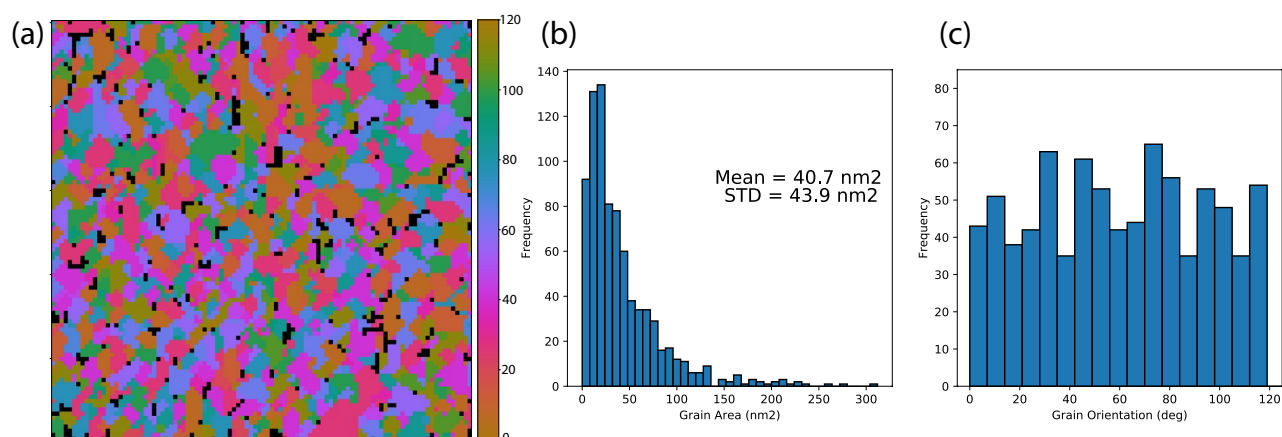 (a)
120
100
80
60
40
20
0
(b)
140
120
100
80
60
40
20
0
Frequency
Mean = 40.7 nm2
STD = 43.9 nm2
0 50 100 150 200 250 300
Grain Area (nm2)
(c)
80
70
60
50
40
30
20
10
0
Frequency
0 20 40 60 80 100 120
Grain Orientation (deg)